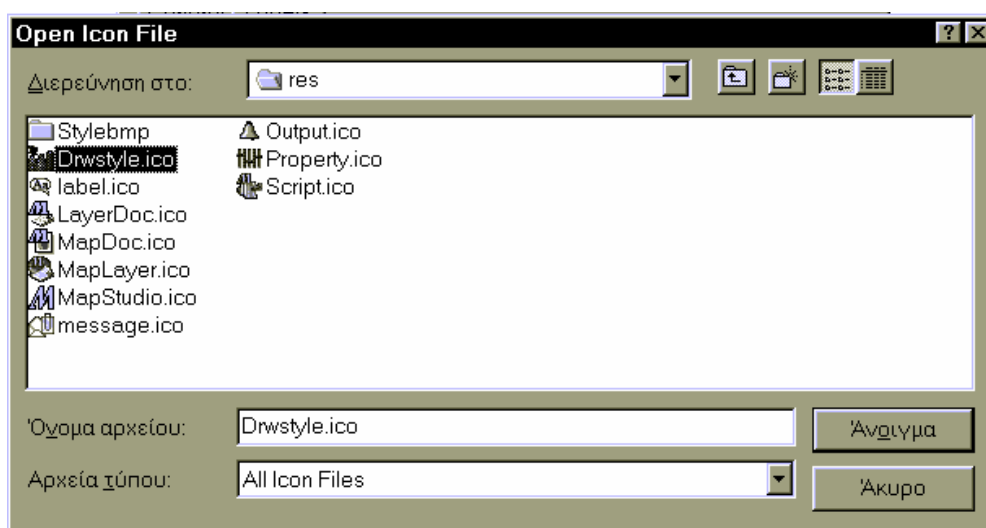 Open Icon File
Διερεύνηση στο:
res
Stylebmp
Drwstyle.ico
label.ico
LayerDoc.ico
MapDoc.ico
MapLayer.ico
MapStudio.ico
message.ico
Output.ico
Property.ico
Script.ico
Όνομα αρχείου:
Drwstyle.ico
Άνοιγμα
Αρχεία τύπου:
All Icon Files
Άκυρο